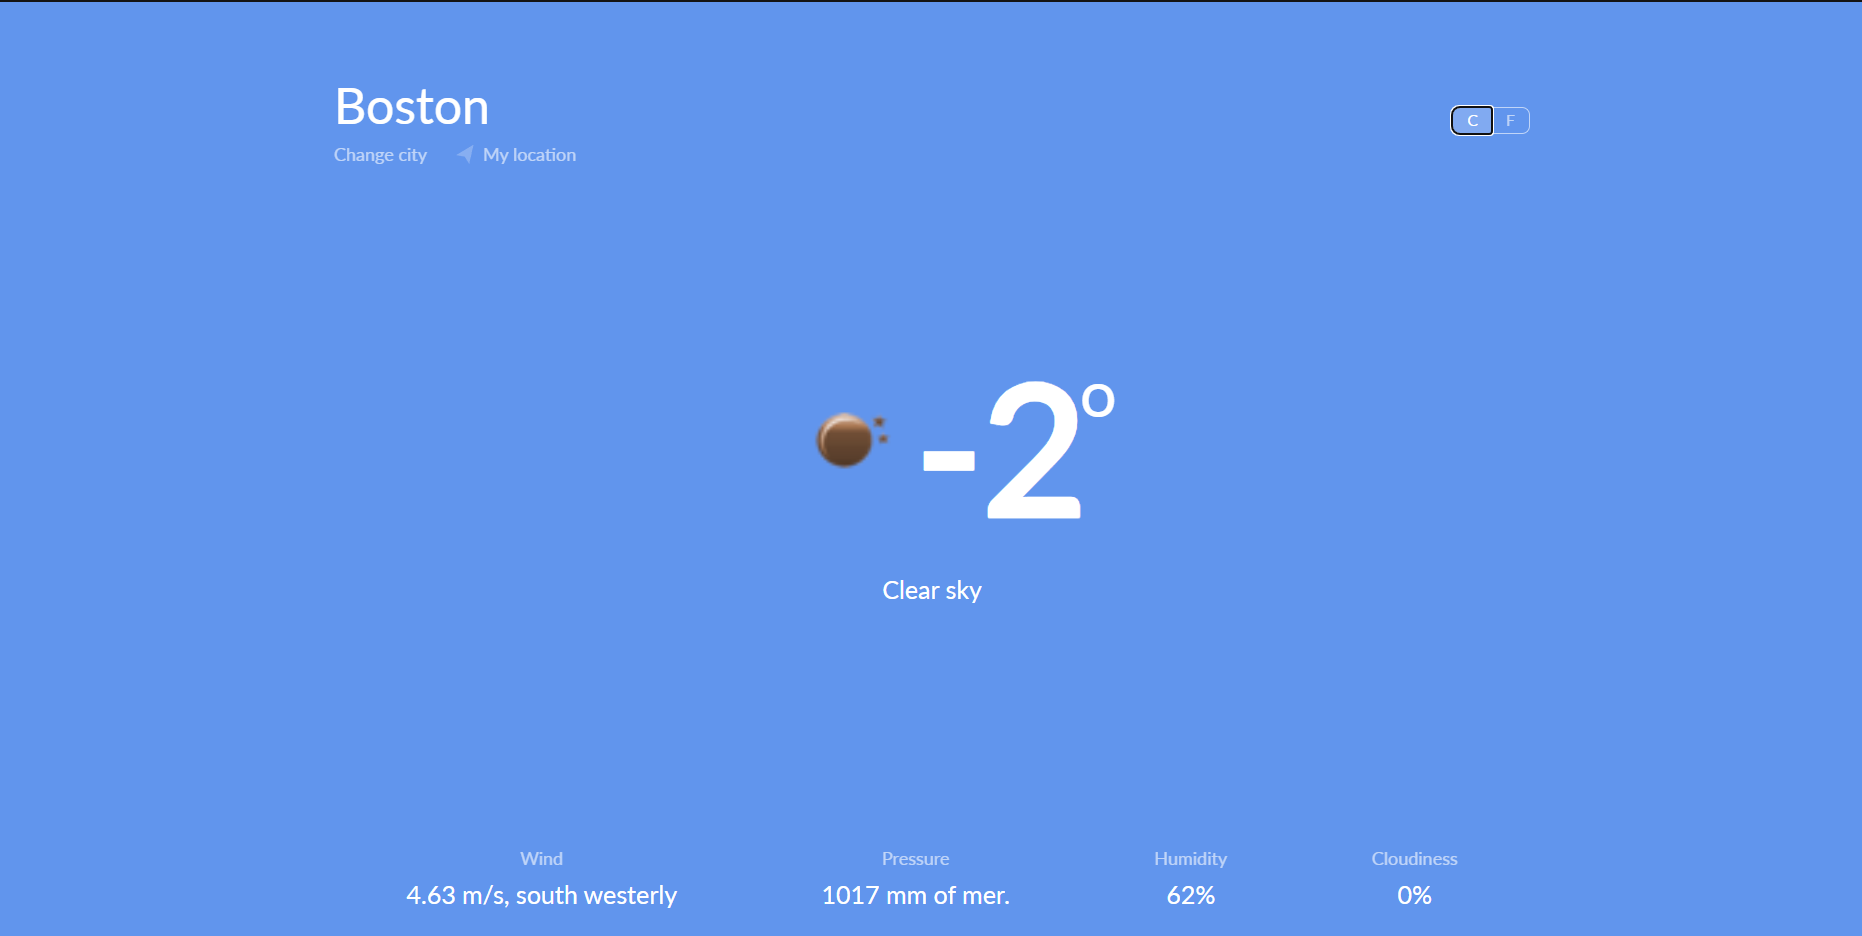 Boston
C F
Change city My location
-2°
Clear sky
Wind Pressure Humidity Cloudiness
4.63 m/s, south westerly 1017 mm of mer. 62% 0%